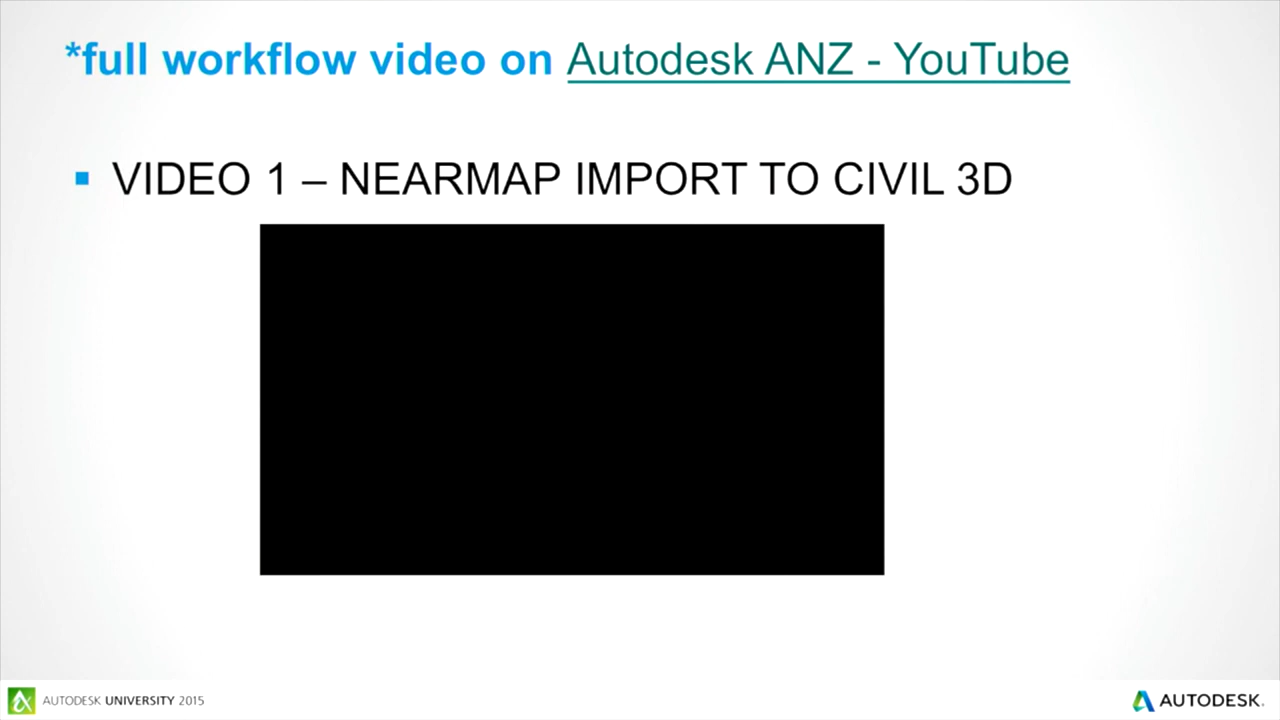 *full workflow video on Autodesk ANZ - YouTube
▪ VIDEO 1 – NEARMAP IMPORT TO CIVIL 3D
AUTODESK UNIVERSITY 2015
AUTODESK.